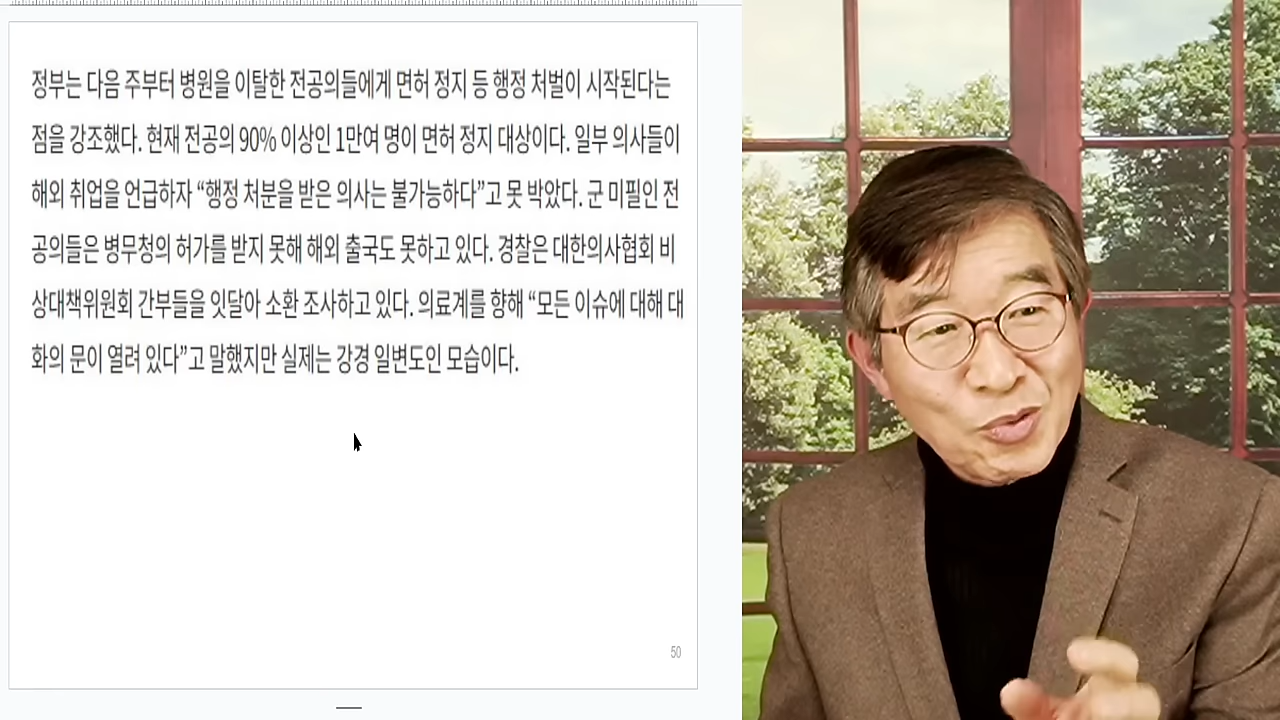 정부는 다음 주부터 병원을 이탈한 전공의들에게 면허 정지 등 행정 처벌이 시작된다는
점을 강조했다. 현재 전공의 90% 이상인 1만여 명이 면허 정지 대상이다. 일부 의사들이
해외 취업을 언급하자 “행정 처분을 받은 의사는 불가능하다”고 못 박았다. 군 미필인 전
공의들은 병무청의 허가를 받지 못해 해외 출국도 못하고 있다. 경찰은 대한의사협회 비
상대책위원회 간부들을 잇달아 소환 조사하고 있다. 의료계를 향해 “모든 이슈에 대해 대
화의 문이 열려 있다”고 말했지만 실제는 강경 일변도인 모습이다.
50